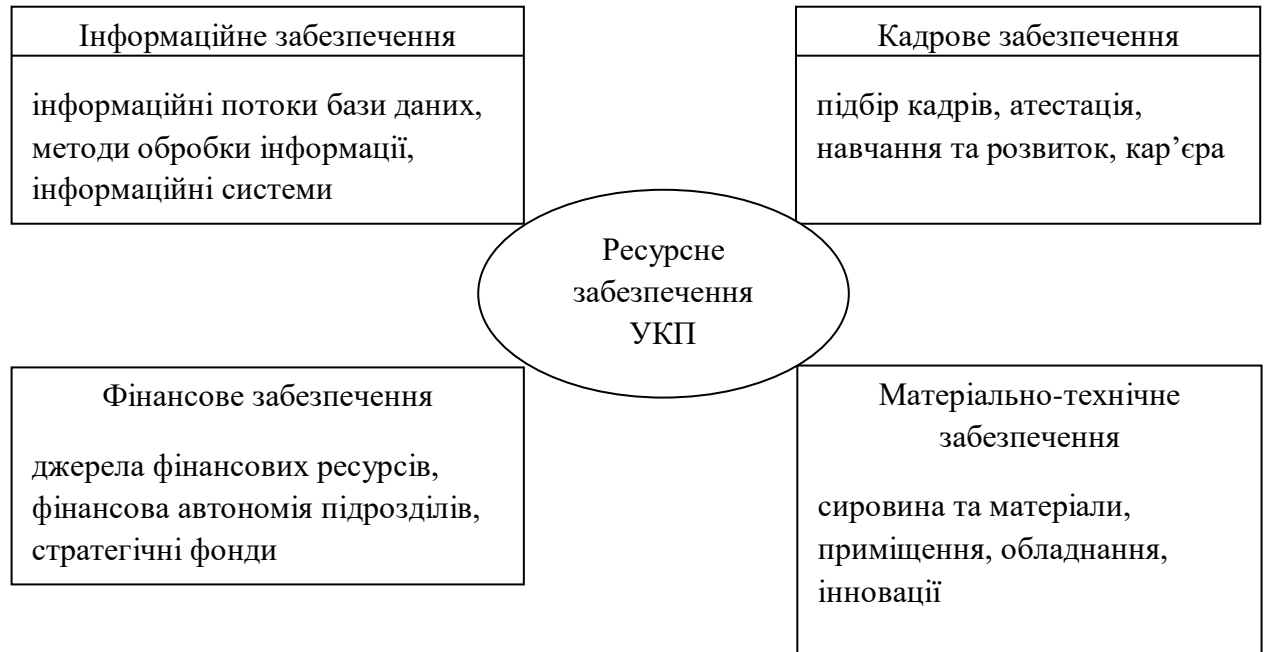 Інформаційне забезпечення
інформаційні потоки бази даних,
методи обробки інформації,
інформаційні системи
Кадрове забезпечення
підбір кадрів, атестація,
навчання та розвиток, кар’єра
Ресурсне
забезпечення
УКП
Фінансове забезпечення
джерела фінансових ресурсів,
фінансова автономія підрозділів,
стратегічні фонди
Матеріально-технічне
забезпечення
сировина та матеріали,
приміщення, обладнання,
інновації